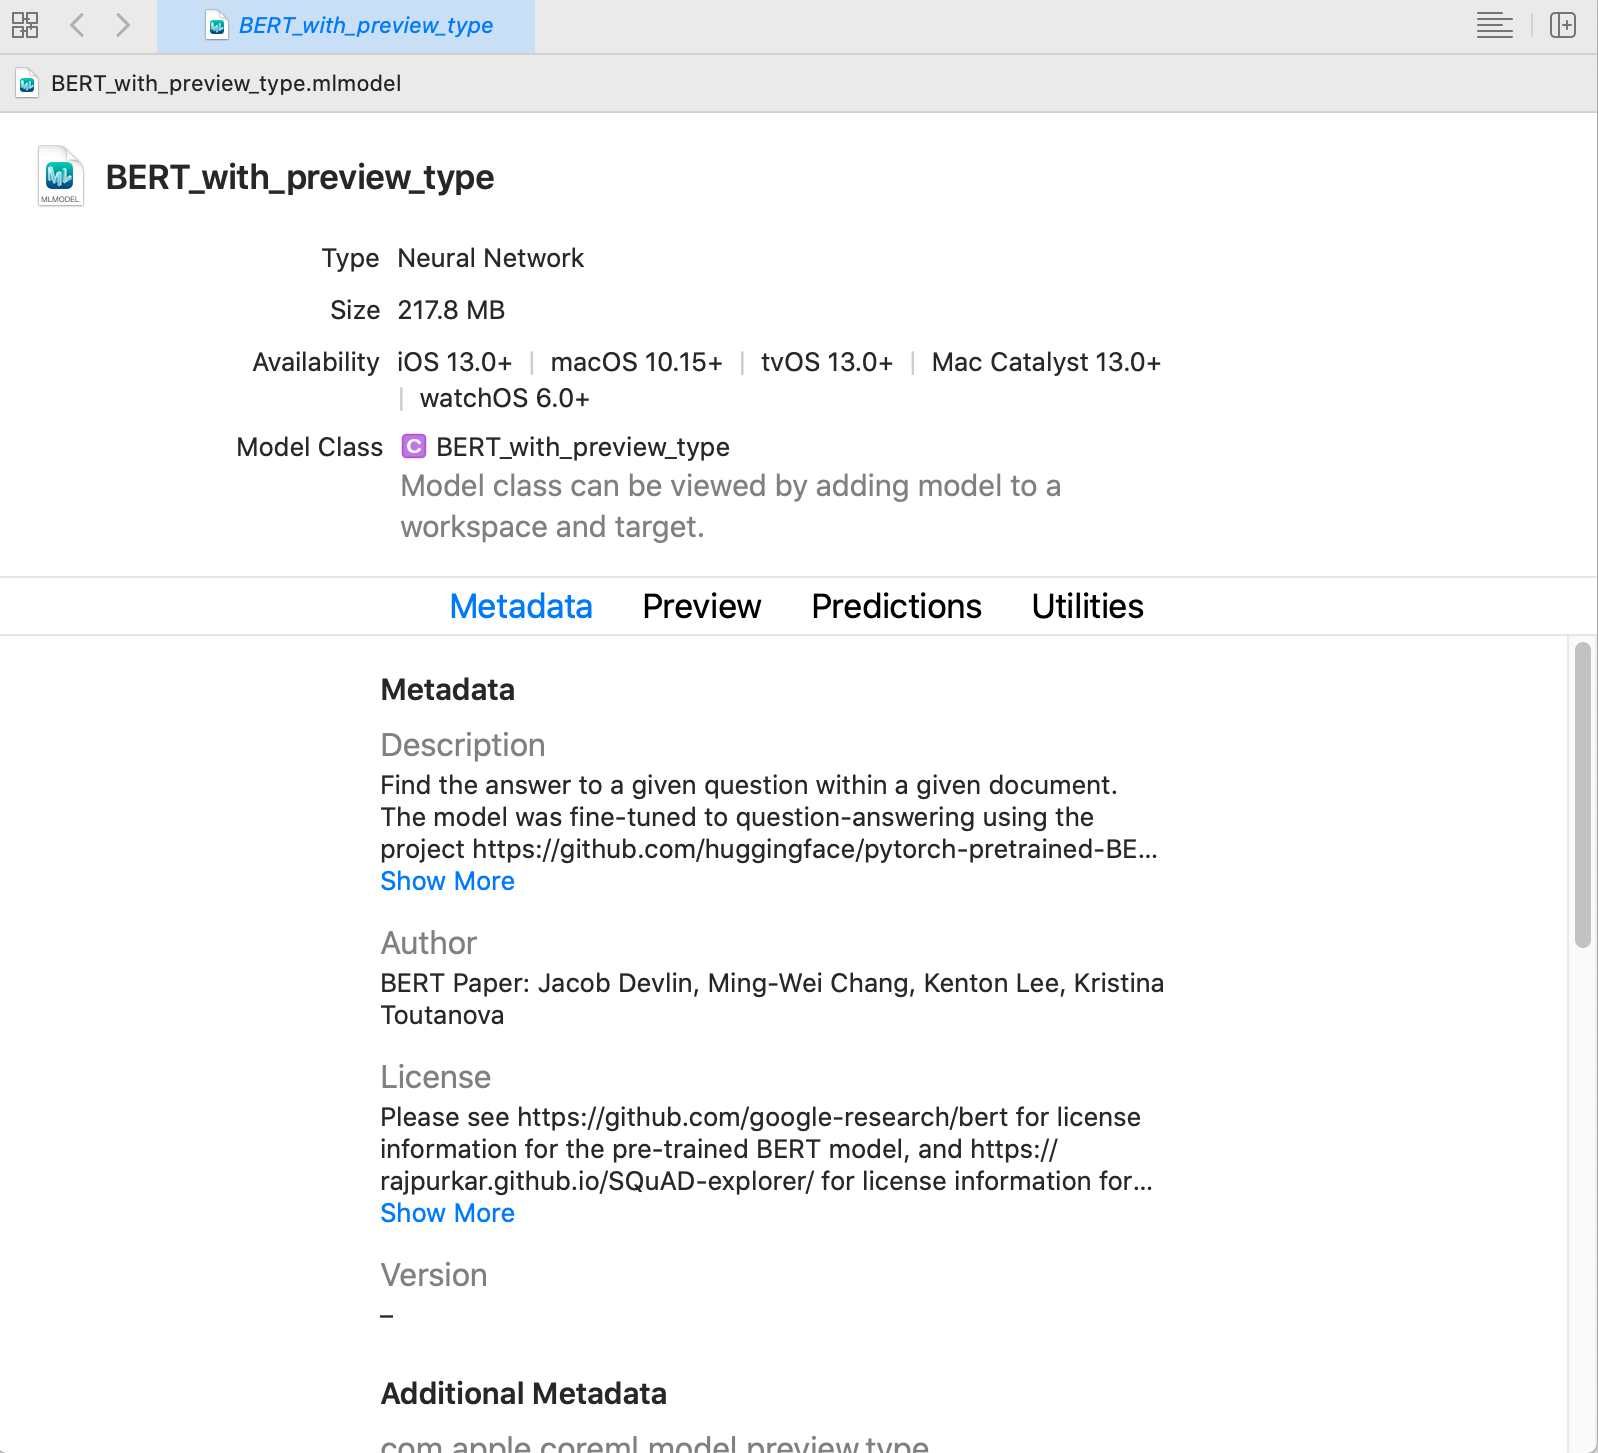 BERT_with_preview_type
BERT_with_preview_type.mlmodel
MLMODEL
BERT_with_preview_type
Type Neural Network
Size 217.8 MB
Availability iOS 13.0+ | macOS 10.15+ | tvOS 13.0+ | Mac Catalyst 13.0+
| watchOS 6.0+
Model Class C BERT_with_preview_type
Model class can be viewed by adding model to a
workspace and target.
Metadata Preview Predictions Utilities
Metadata
Description
Find the answer to a given question within a given document.
The model was fine-tuned to question-answering using the
project https://github.com/huggingface/pytorch-pretrained-BE...
Show More
Author
BERT Paper: Jacob Devlin, Ming-Wei Chang, Kenton Lee, Kristina
Toutanova
License
Please see https://github.com/google-research/bert for license
information for the pre-trained BERT model, and https://
rajpurkar.github.io/SQuAD-explorer/ for license information for...
Show More
Version
–
Additional Metadata
com.apple.coreml.model.preview.type